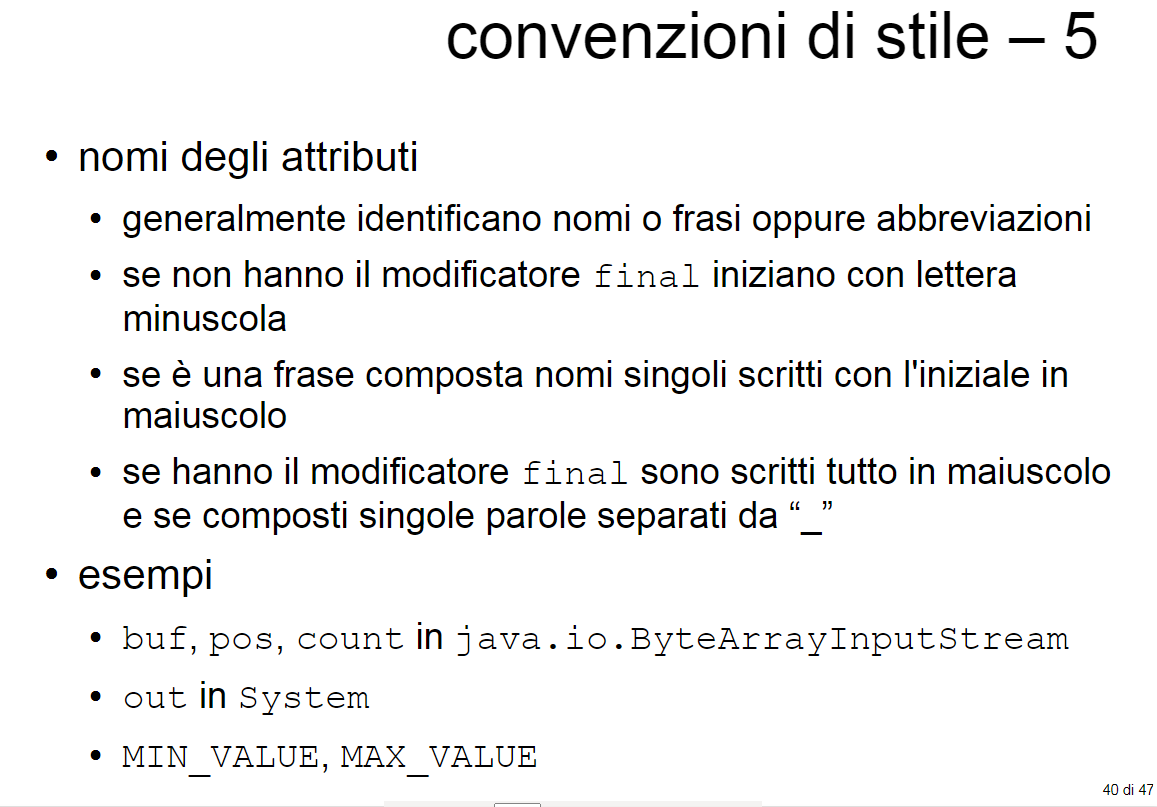 convenzioni di stile – 5
• nomi degli attributi
• generalmente identificano nomi o frasi oppure abbreviazioni
• se non hanno il modificatore final iniziano con lettera
minuscola
• se è una frase composta nomi singoli scritti con l'iniziale in
maiuscolo
• se hanno il modificatore final sono scritti tutto in maiuscolo
e se composti singole parole separati da “_”
• esempi
• buf, pos, count in java.io.ByteArrayInputStream
• out in System
• MIN_VALUE, MAX_VALUE
40 di 47